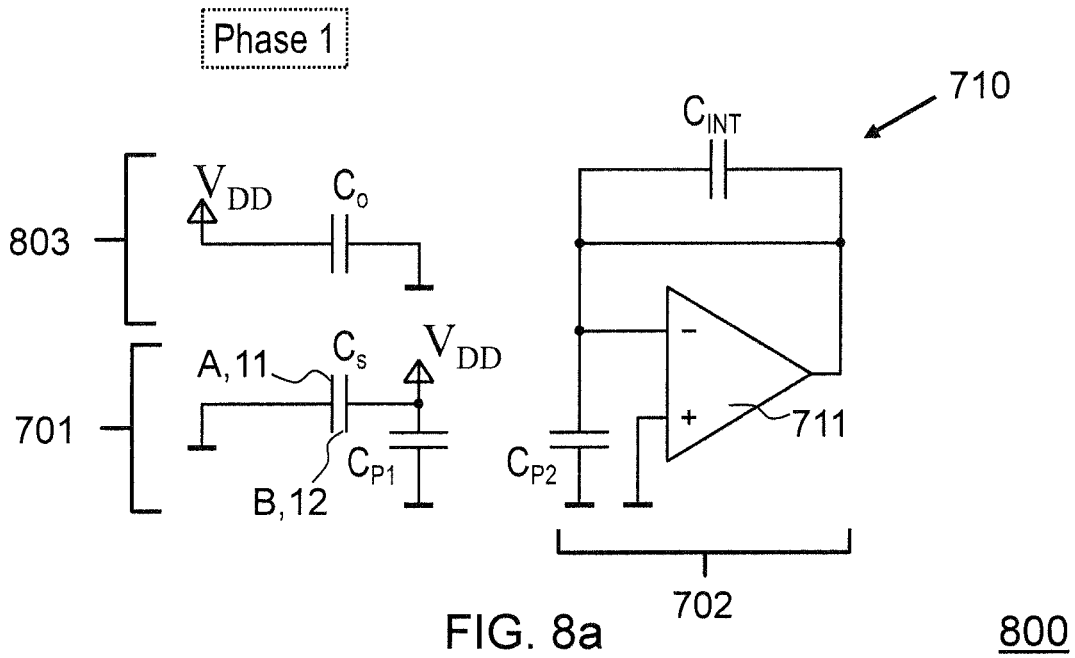 Phase 1
710
C_INT
V_DD
C_o
803
V_DD
C_s
A,11
701
−
+
711
C_P1
C_P2
B,12
702
FIG. 8a
800